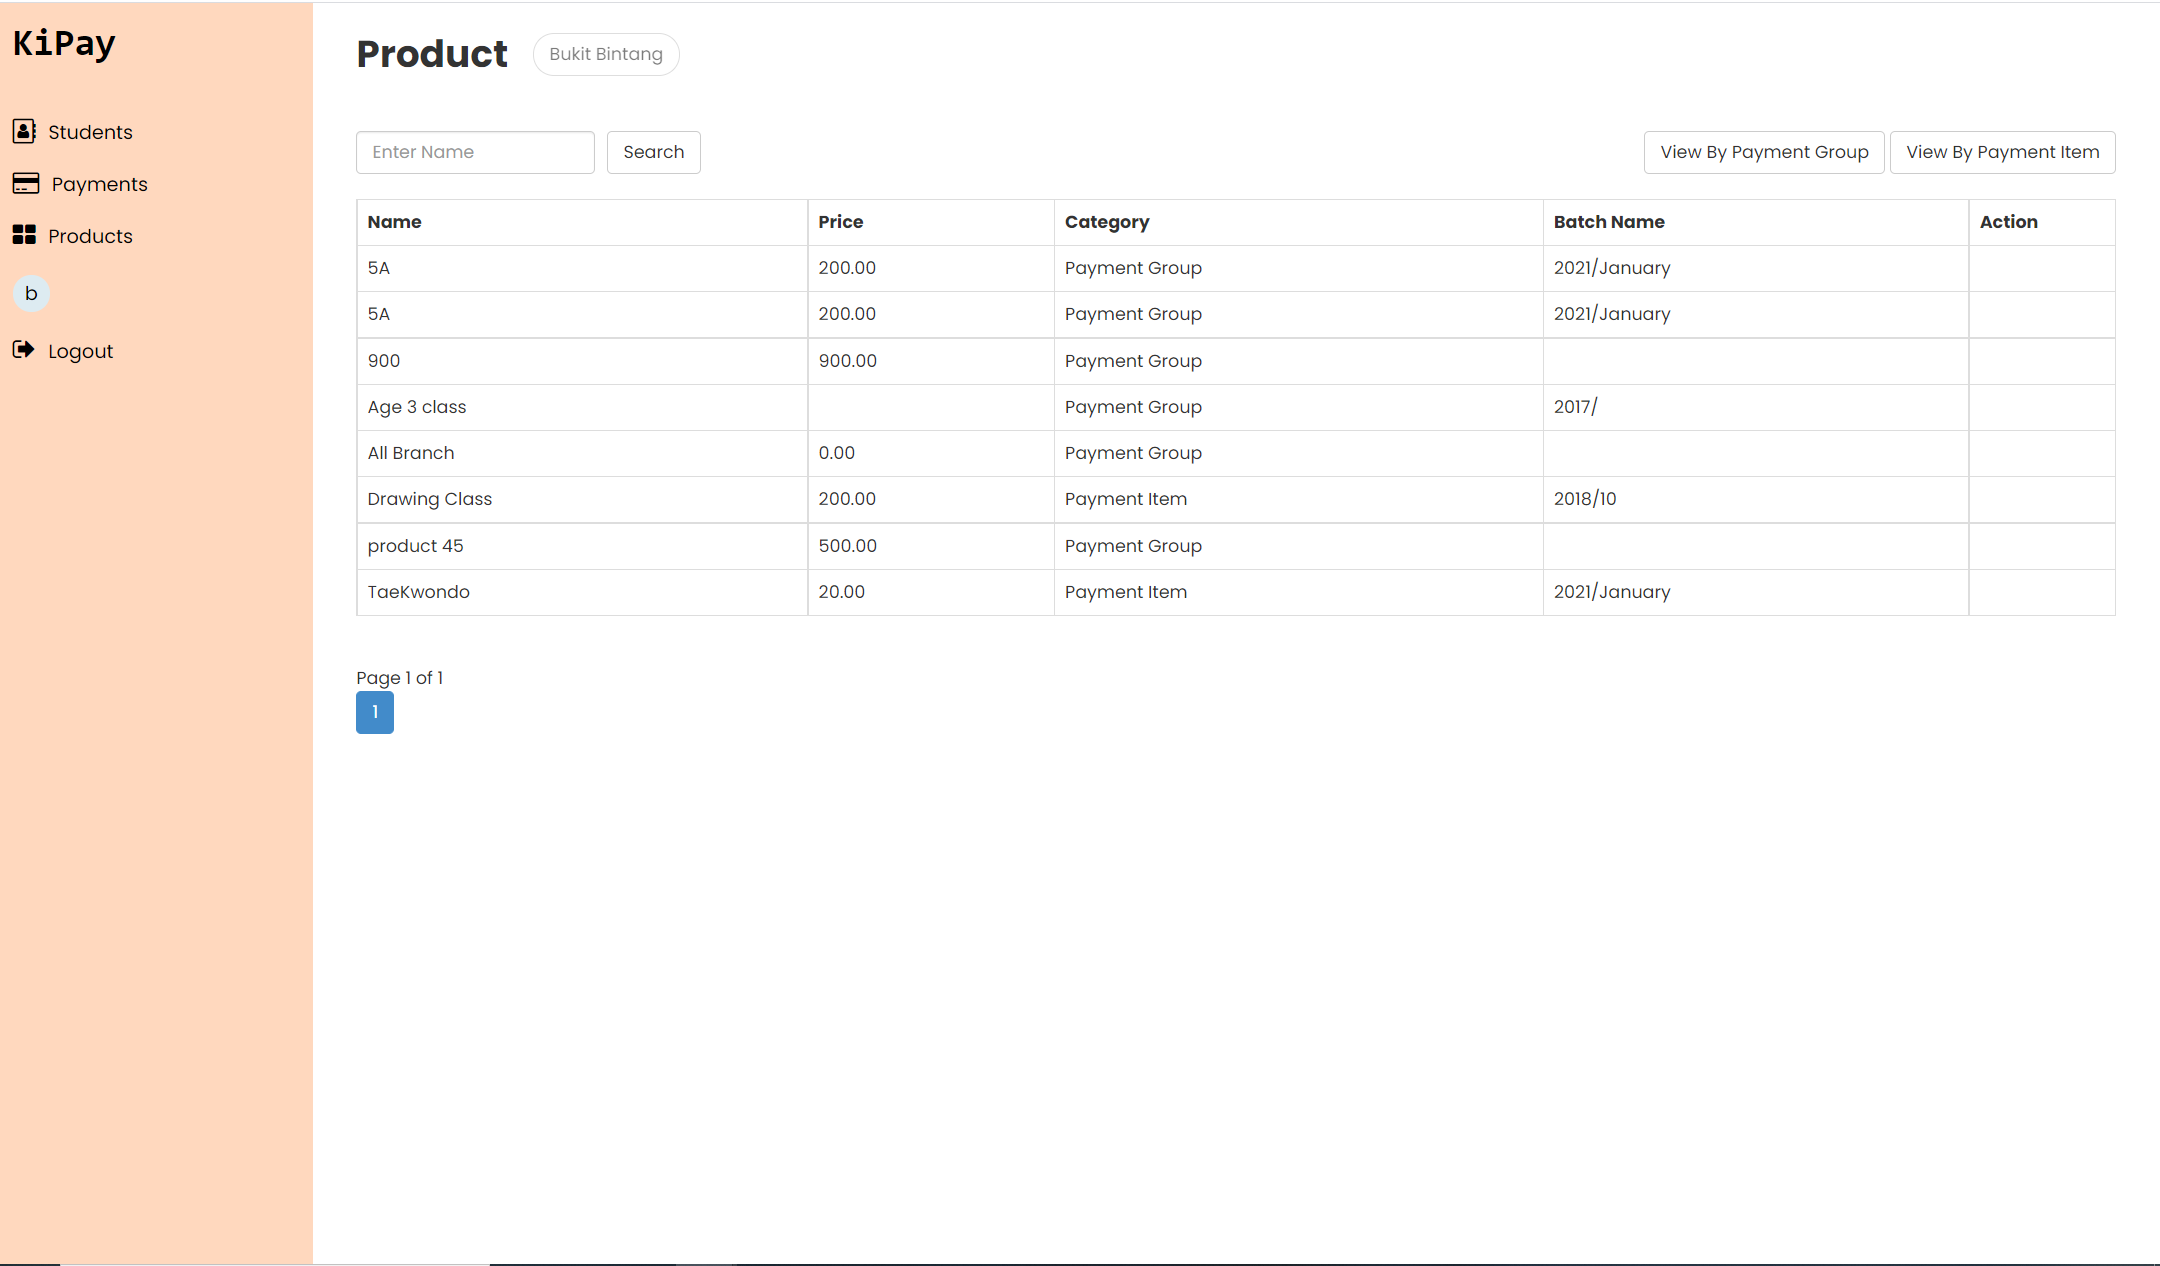 KiPay
Students
Payments
Products
b
Logout
Product Bukit Bintang
Enter Name Search View By Payment Group View By Payment Item
Name Price Category Batch Name Action
5A 200.00 Payment Group 2021/January
5A 200.00 Payment Group 2021/January
900 900.00 Payment Group
Age 3 class Payment Group 2017/
All Branch 0.00 Payment Group
Drawing Class 200.00 Payment Item 2018/10
product 45 500.00 Payment Group
TaeKwondo 20.00 Payment Item 2021/January
Page 1 of 1
1